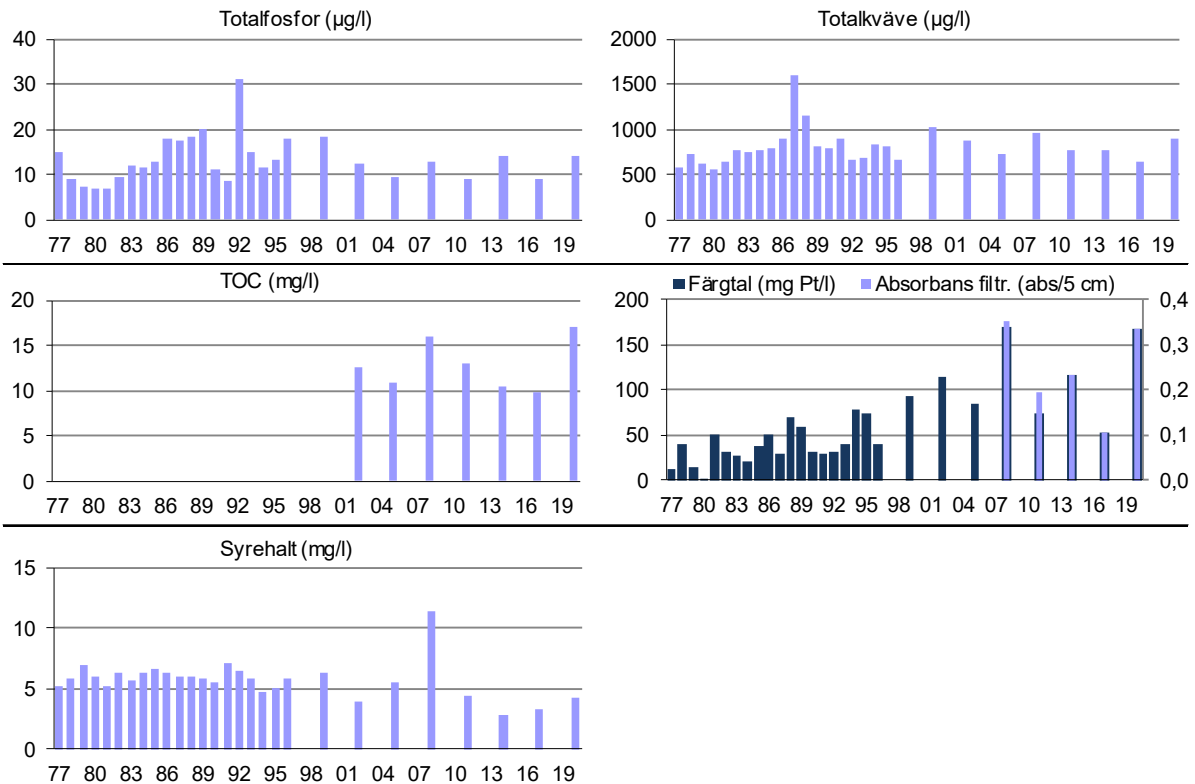 Totalfosfor (µg/l)
40
30
20
10
0
77 80 83 86 89 92 95 98 01 04 07 10 13 16 19
Totalkväve (µg/l)
2000
1500
1000
500
0
77 80 83 86 89 92 95 98 01 04 07 10 13 16 19
TOC (mg/l)
20
15
10
5
0
77 80 83 86 89 92 95 98 01 04 07 10 13 16 19
Färgtal (mg Pt/l) Absorbans filtr. (abs/5 cm)
200 0,4
150 0,3
100 0,2
50 0,1
0 0,0
77 80 83 86 89 92 95 98 01 04 07 10 13 16 19
Syrehalt (mg/l)
15
10
5
0
77 80 83 86 89 92 95 98 01 04 07 10 13 16 19